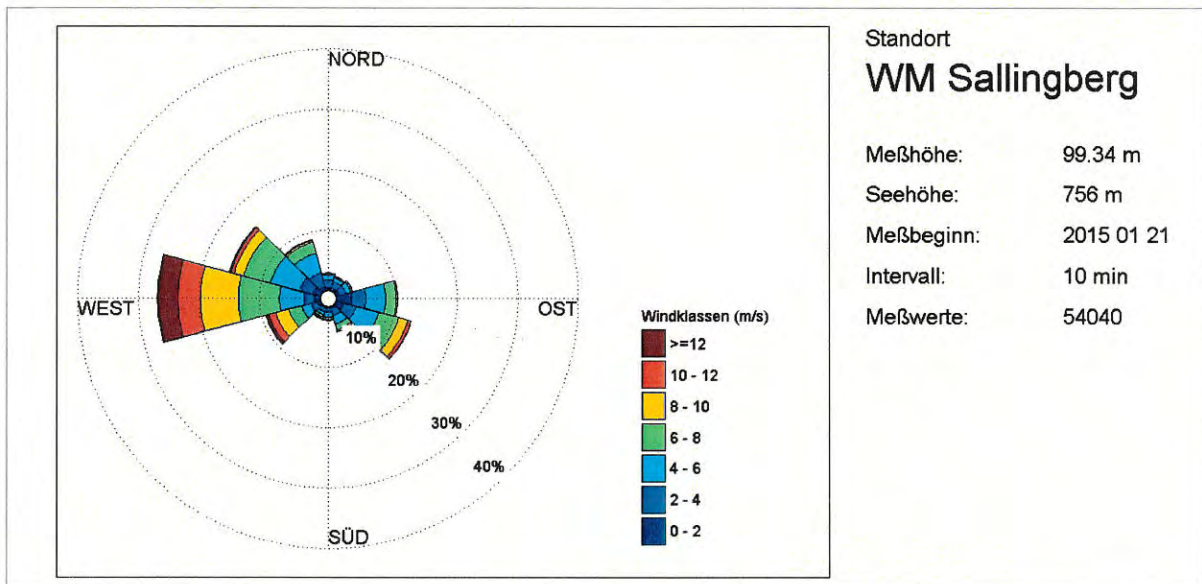 NORD
WEST
OST
SÜD
10%
20%
30%
40%
Windklassen (m/s)
>=12
10 - 12
8 - 10
6 - 8
4 - 6
2 - 4
0 - 2
Standort
WM Sallingberg
Meßhöhe: 99.34 m
Seehöhe: 756 m
Meßbeginn: 2015 01 21
Intervall: 10 min
Meßwerte: 54040